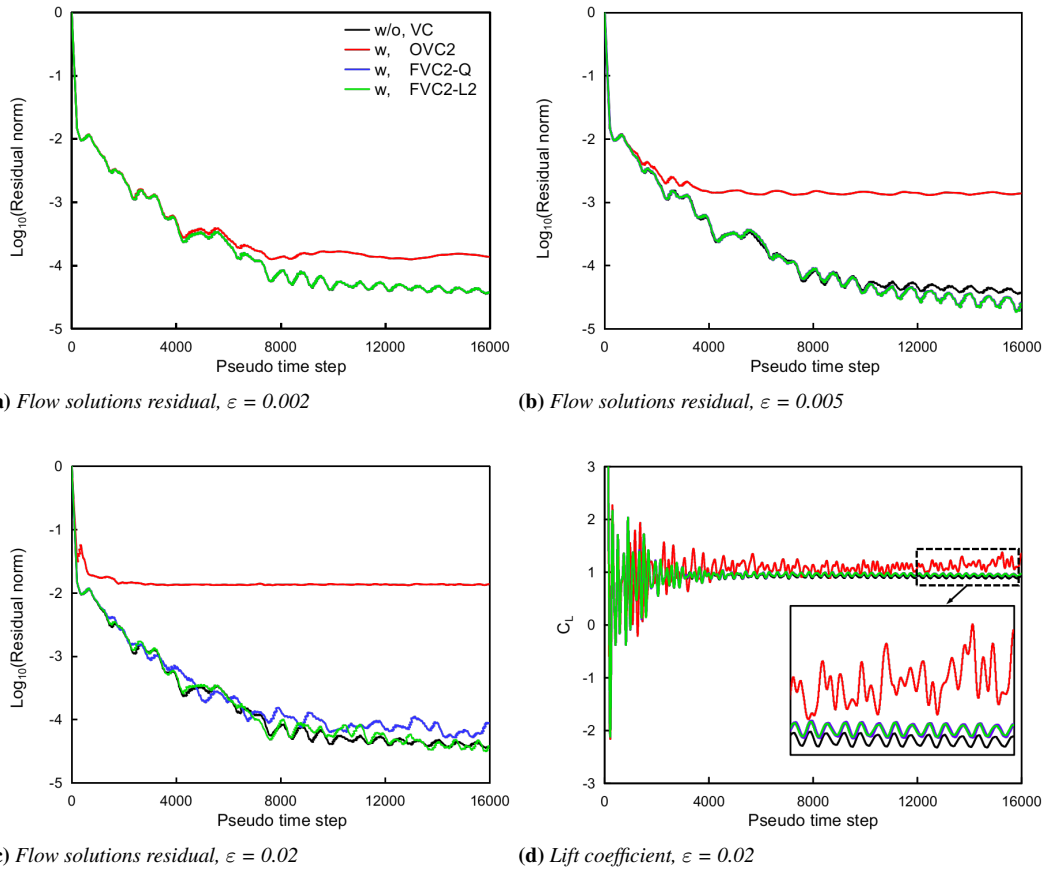 0
-1
-2
-3
-4
-5
Log10(Residual norm)
w/o, VC
w, OVC2
w, FVC2-Q
w, FVC2-L2
0 4000 8000 12000 16000
Pseudo time step
) Flow solutions residual, ε = 0.002
0
-1
-2
-3
-4
-5
Log10(Residual norm)
0 4000 8000 12000 16000
Pseudo time step
(b) Flow solutions residual, ε = 0.005
0
-1
-2
-3
-4
-5
Log10(Residual norm)
0 4000 8000 12000 16000
Pseudo time step
) Flow solutions residual, ε = 0.02
3
2
1
0
-1
-2
-3
CL
0 4000 8000 12000 16000
Pseudo time step
(d) Lift coefficient, ε = 0.02